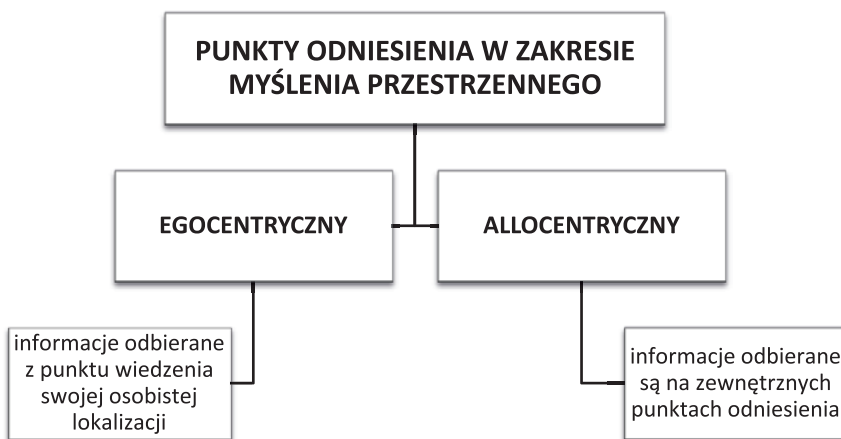 PUNKTY ODNIESIENIA W ZAKRESIE
MYŚLENIA PRZESTRZENNEGO
EGOCENTRYCZNY
ALLOCENTRYCZNY
informacje odbierane
z punktu wiedzenia
swojej osobistej
lokalizacji
informacje odbierane
są na zewnętrznych
punktach odniesienia